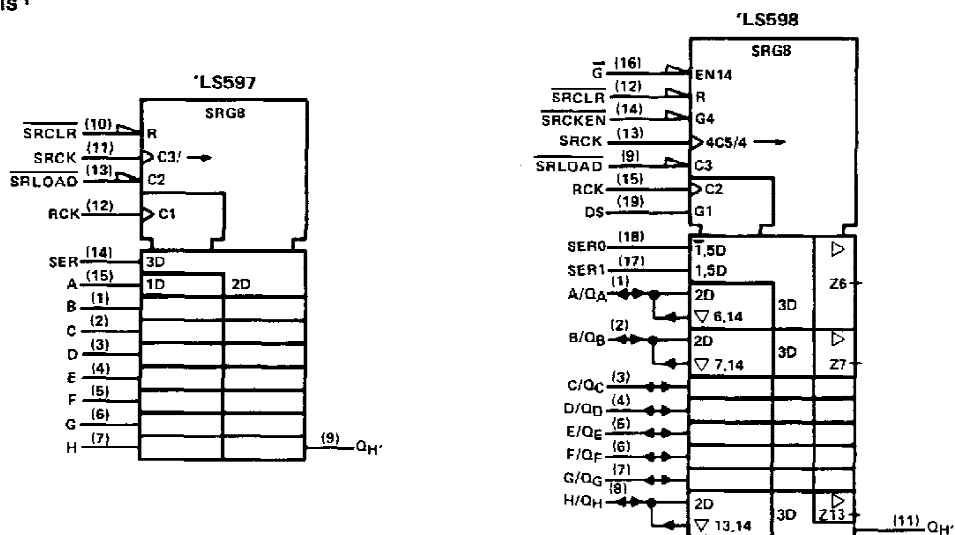 'LS597
SRG8
SRCLR (10) R
SRCK (11) C3/
SRLOAD (13) C2
RCK (12) C1
SER (14) 3D
A (15) 1D 2D
B (1)
C (2)
D (3)
E (4)
F (5)
G (6)
H (7)
(9) QH'
'LS598
SRG8
G (16) EN14
SRCLR (12) R
SRCKEN (14) G4
SRCK (13) 4C5/4
SRLOAD (9) C3
RCK (15) C2
DS (19) G1
SER0 (18) 1,5D
SER1 (17) 1,5D
A/QA (1) 2D 3D Z6
6,14
B/QB (2) 2D 3D Z7
7,14
C/QC (3)
D/QD (4)
E/QE (5)
F/QF (6)
G/QG (7)
H/QH (8) 2D 3D Z13
13,14
(11) QH'